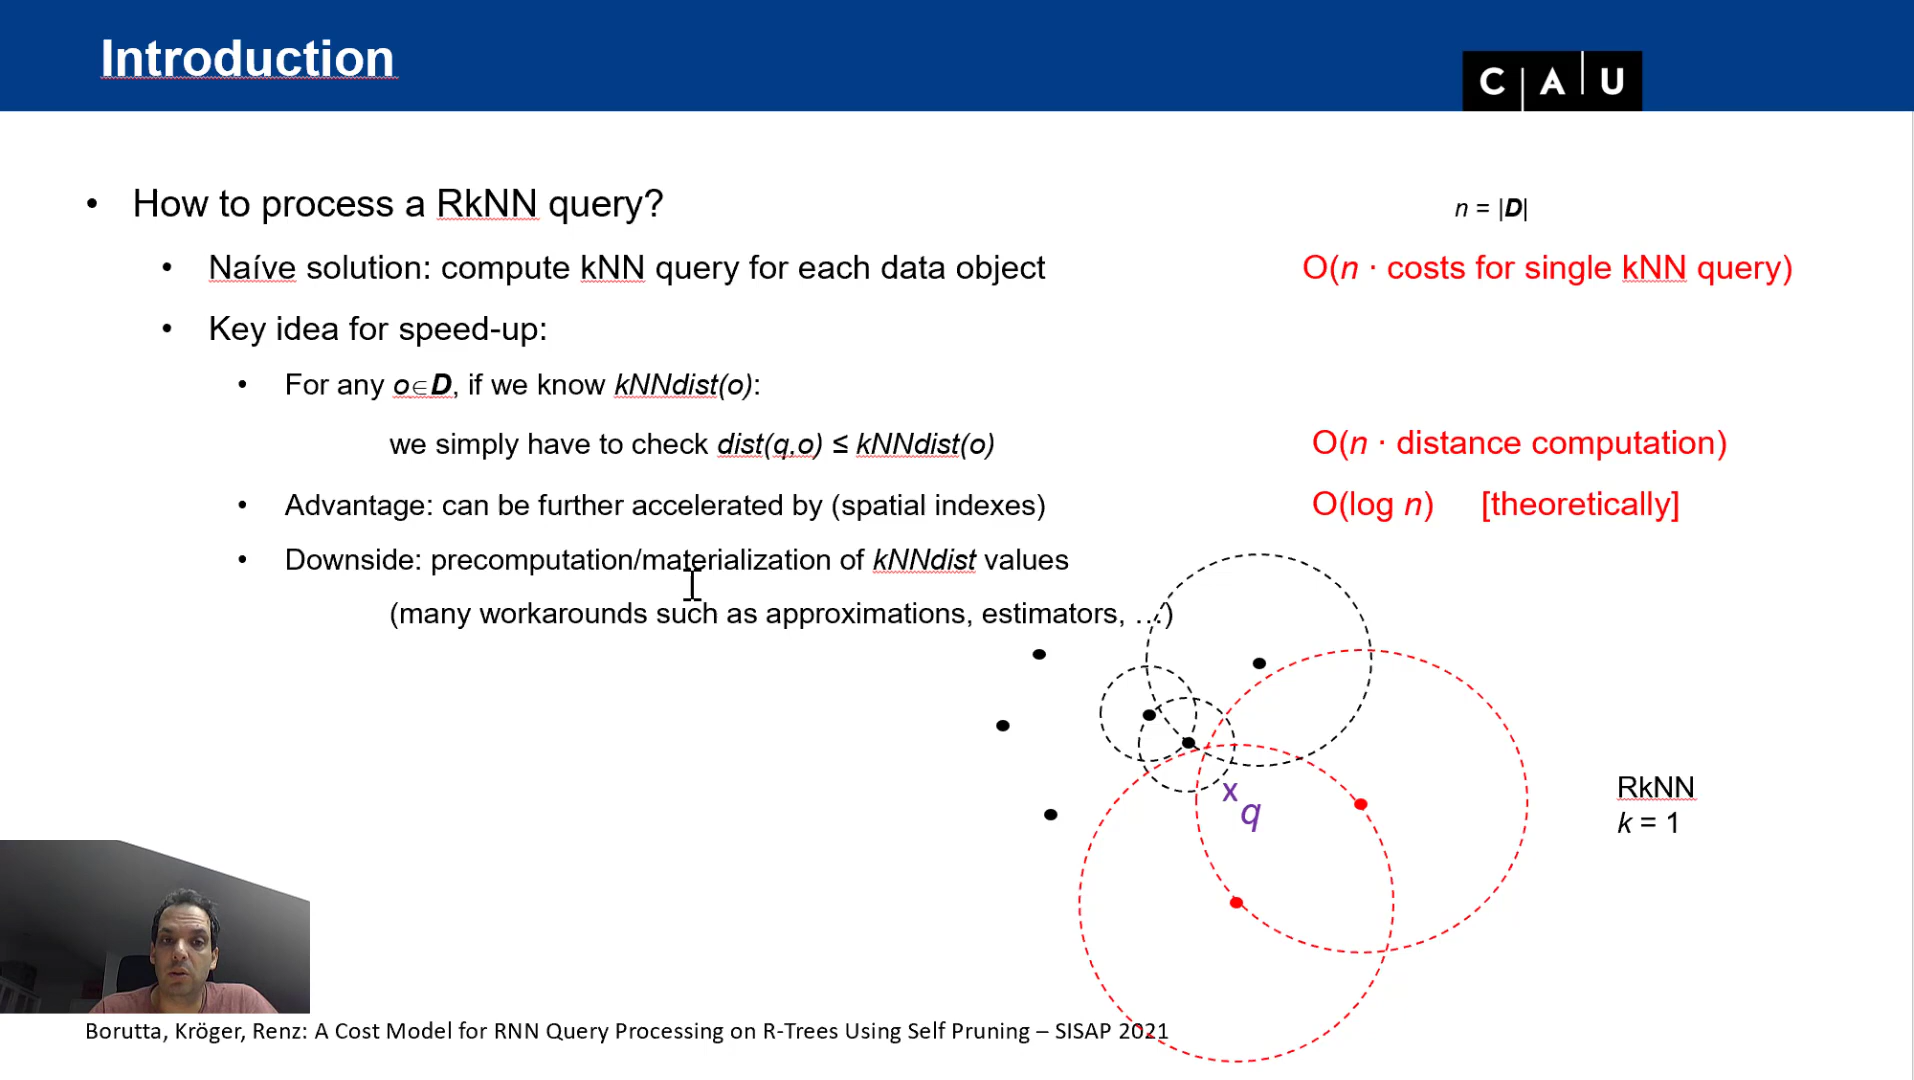 Introduction
C A U
• How to process a RkNN query?
n = |D|
• Naíve solution: compute kNN query for each data object
O(n · costs for single kNN query)
• Key idea for speed-up:
• For any o∈D, if we know kNNdist(o):
we simply have to check dist(q,o) ≤ kNNdist(o)
O(n · distance computation)
• Advantage: can be further accelerated by (spatial indexes)
O(log n) [theoretically]
• Downside: precomputation/materialization of kNNdist values
(many workarounds such as approximations, estimators, …)
x
q
RkNN
k = 1
Borutta, Kröger, Renz: A Cost Model for RNN Query Processing on R-Trees Using Self Pruning – SISAP 2021